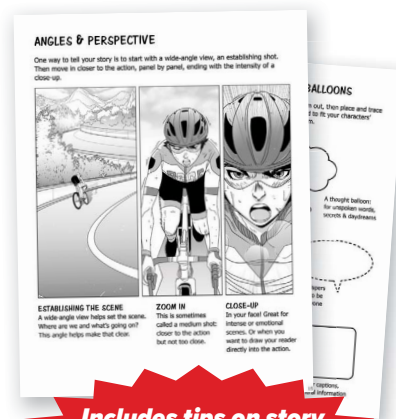 ANGLES & PERSPECTIVE
One way to tell your story is to start with a wide-angle view, an establishing shot.
Then move in closer to the action, panel by panel, ending with the intensity of a
close-up.
ESTABLISHING THE SCENE
A wide-angle view helps set the scene.
Where are we and what's going on?
This angle helps make that clear.
ZOOM IN
This is sometimes
called a medium shot:
closer to the action
but not too close.
CLOSE-UP
In your face! Great for
intense or emotional
scenes. Or when you
want to draw your reader
directly into the action.
BALLOONS
out, then place and trace
to fit your characters'
A thought balloon:
for unspoken words,
secrets & daydreams
to be
captions,
information
Includes tips on story